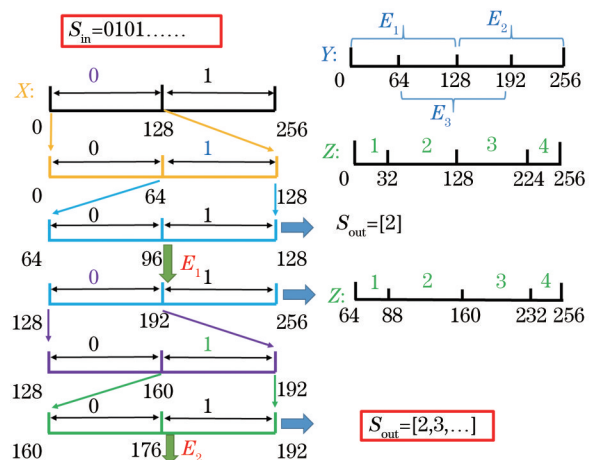 S_in=0101……
X:
0 1
0 128 256
0 1
0 64 128
0 1
64 96 128
E_1
0 1
128 192 256
0 1
128 160 192
0 1
160 176 192
E_2
E_1 E_2
Y:
0 64 128 192 256
E_3
Z: 1 2 3 4
0 32 128 224 256
S_out=[2]
Z: 1 2 3 4
64 88 160 232 256
S_out=[2,3,…]